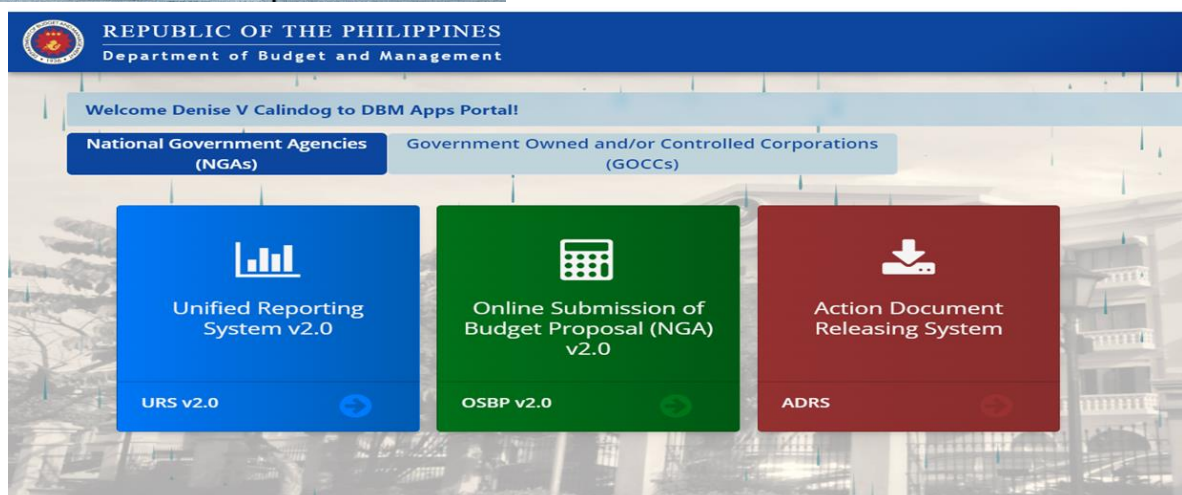 REPUBLIC OF THE PHILIPPINES
Department of Budget and Management
Welcome Denise V Calindog to DBM Apps Portal!
National Government Agencies
(NGAs)
Government Owned and/or Controlled Corporations
(GOCCs)
Unified Reporting
System v2.0
URS v2.0
Online Submission of
Budget Proposal (NGA)
v2.0
OSBP v2.0
Action Document
Releasing System
ADRS